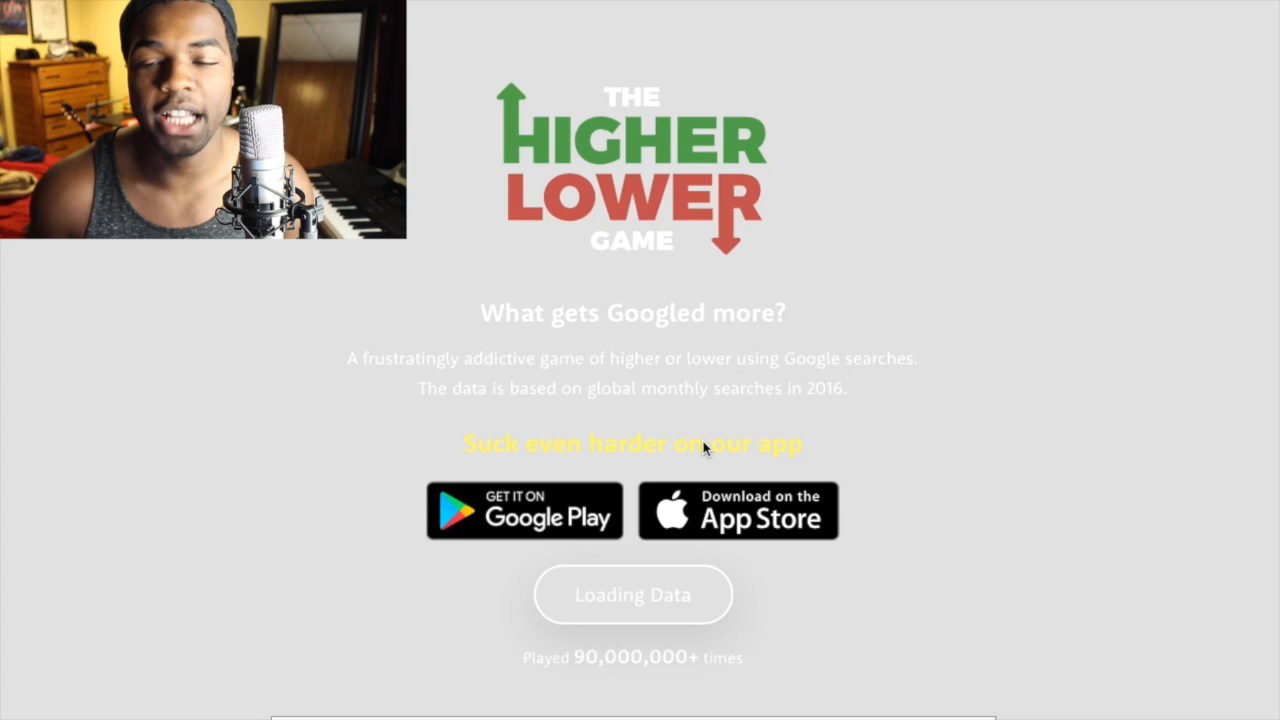 THE
HIGHER
LOWER
GAME
What gets Googled more?
A frustratingly addictive game of higher or lower using Google searches.
The data is based on global monthly searches in 2016.
Suck even harder on our app
GET IT ON
Google Play
Download on the
App Store
Loading Data
Played 90,000,000+ times